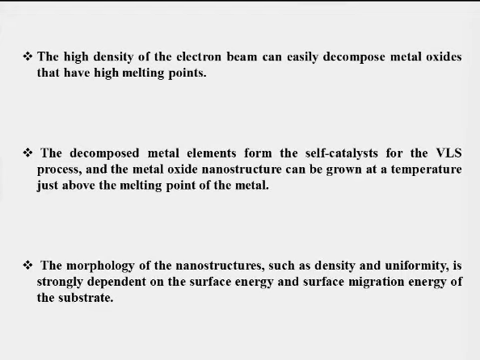 ❖ The high density of the electron beam can easily decompose metal oxides
that have high melting points.
❖ The decomposed metal elements form the self-catalysts for the VLS
process, and the metal oxide nanostructure can be grown at a temperature
just above the melting point of the metal.
❖ The morphology of the nanostructures, such as density and uniformity, is
strongly dependent on the surface energy and surface migration energy of
the substrate.